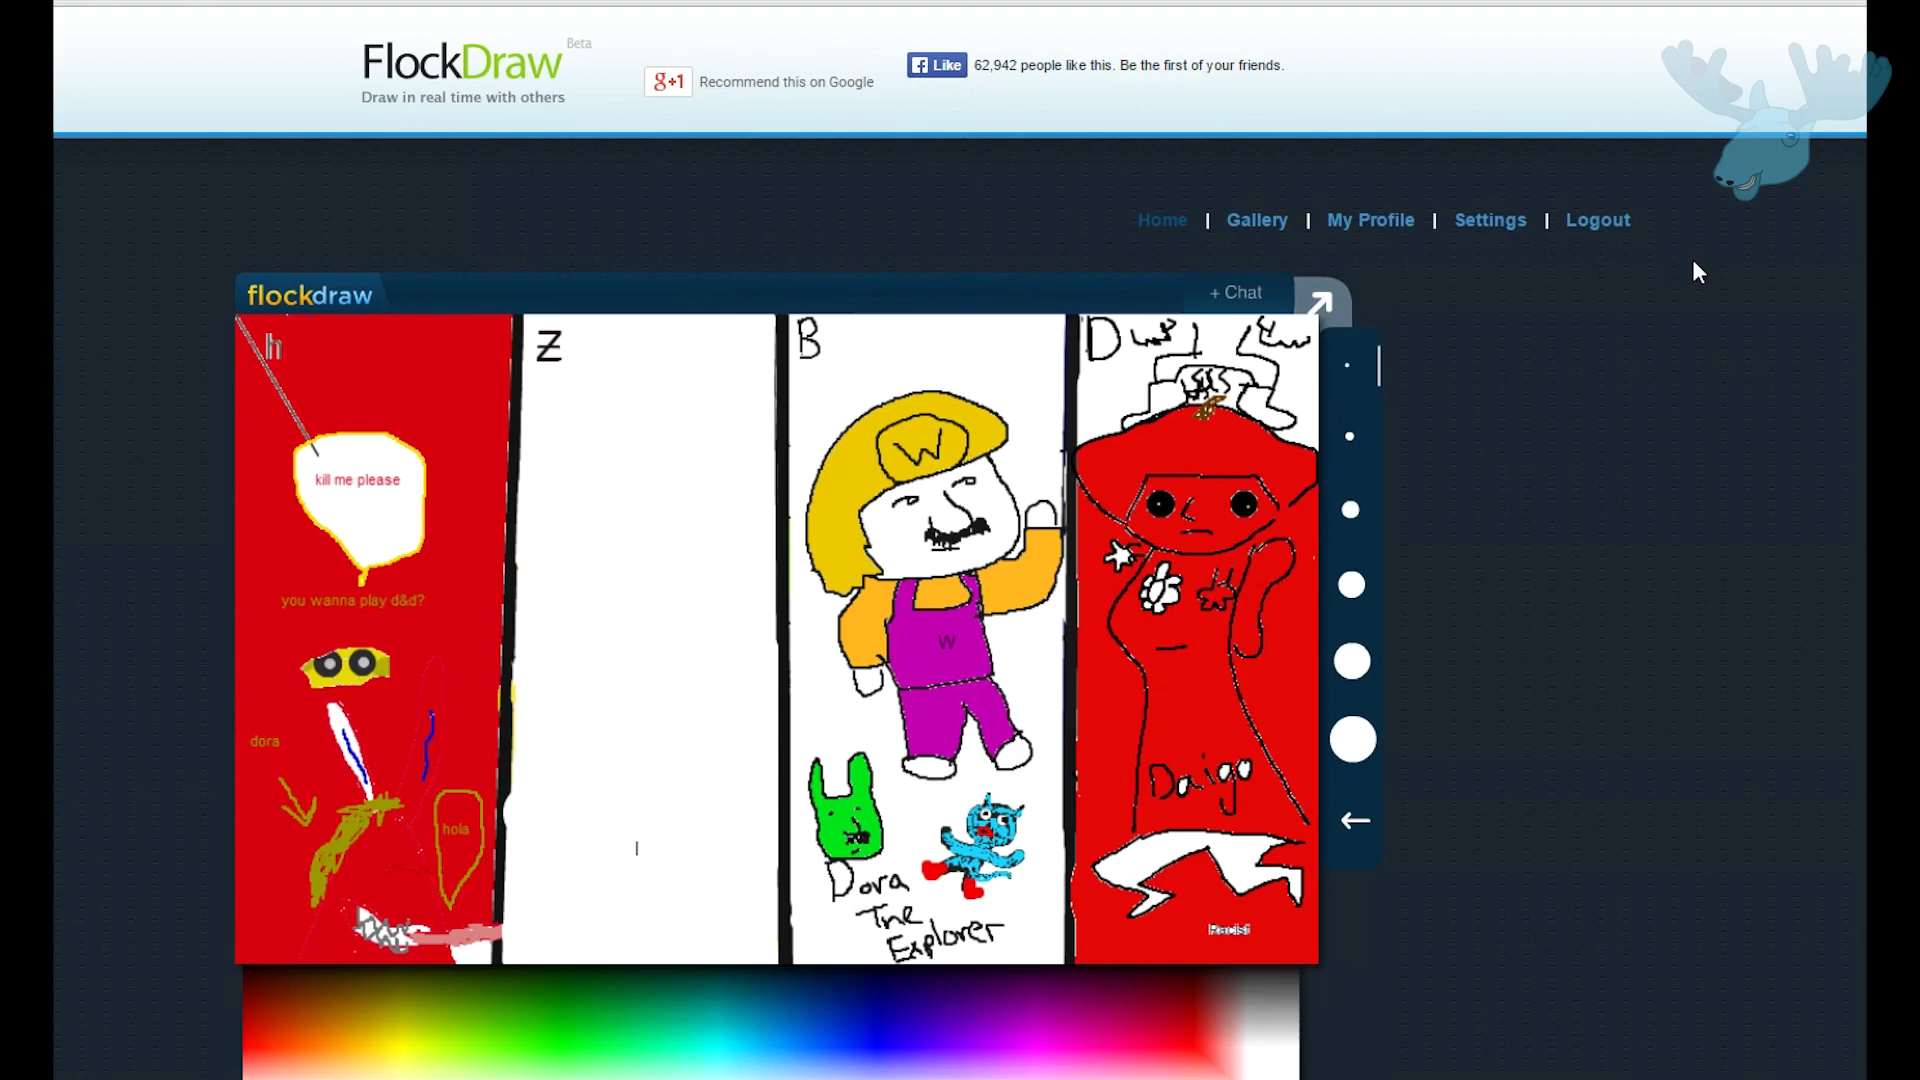 FlockDraw
Beta
Draw in real time with others
g+1
Recommend this on Google
Like
62,942 people like this. Be the first of your friends.
Home | Gallery | My Profile | Settings | Logout
flockdraw
+ Chat
h
Z
B
D
kill me please
you wanna play d&d?
dora
hola
W
W
Dora
The
Explorer
Daigo
Racist